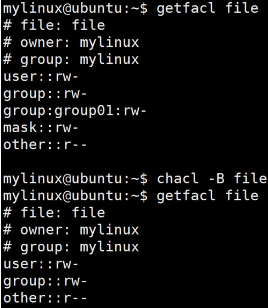 mylinux@ubuntu:~$ getfacl file
# file: file
# owner: mylinux
# group: mylinux
user::rw-
group::rw-
group:group01:rw-
mask::rw-
other::r--
mylinux@ubuntu:~$ chacl -B file
mylinux@ubuntu:~$ getfacl file
# file: file
# owner: mylinux
# group: mylinux
user::rw-
group::rw-
other::r--